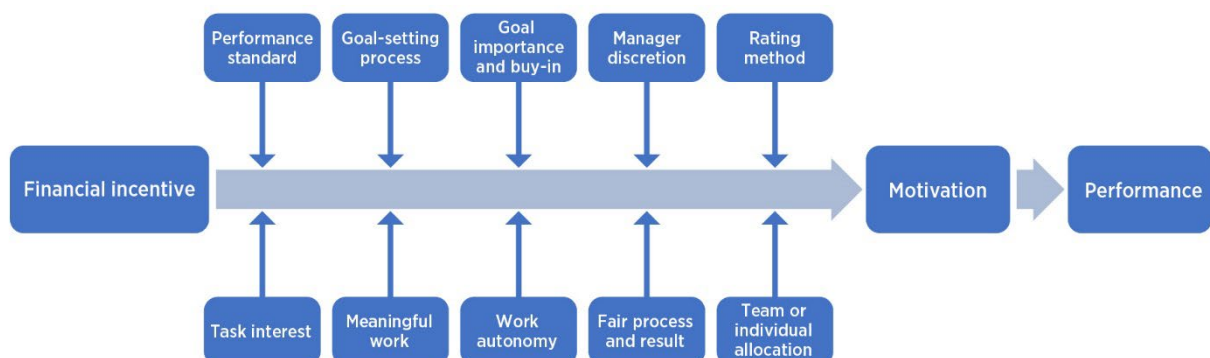 Performance
standard
Goal-setting
process
Goal
importance
and buy-in
Manager
discretion
Rating
method
Financial incentive
Motivation
Performance
Task interest
Meaningful
work
Work
autonomy
Fair process
and result
Team or
individual
allocation